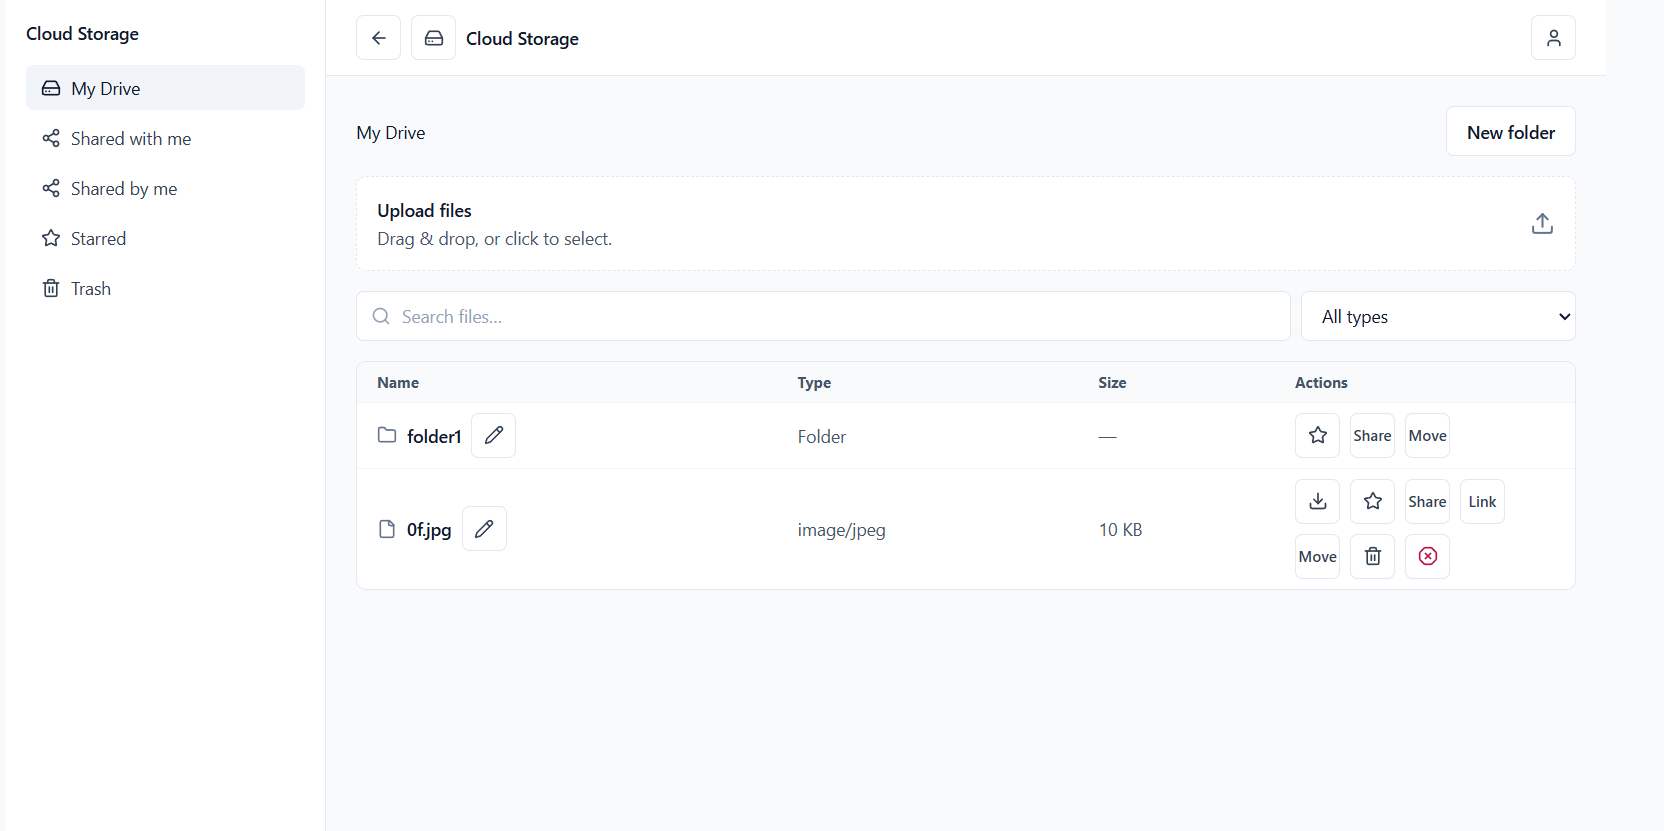 Cloud Storage
My Drive
Shared with me
Shared by me
Starred
Trash
Cloud Storage
My Drive
New folder
Upload files
Drag & drop, or click to select.
Search files...
All types
Name Type Size Actions
folder1 Folder — Share Move
0f.jpg image/jpeg 10 KB Share Link
Move